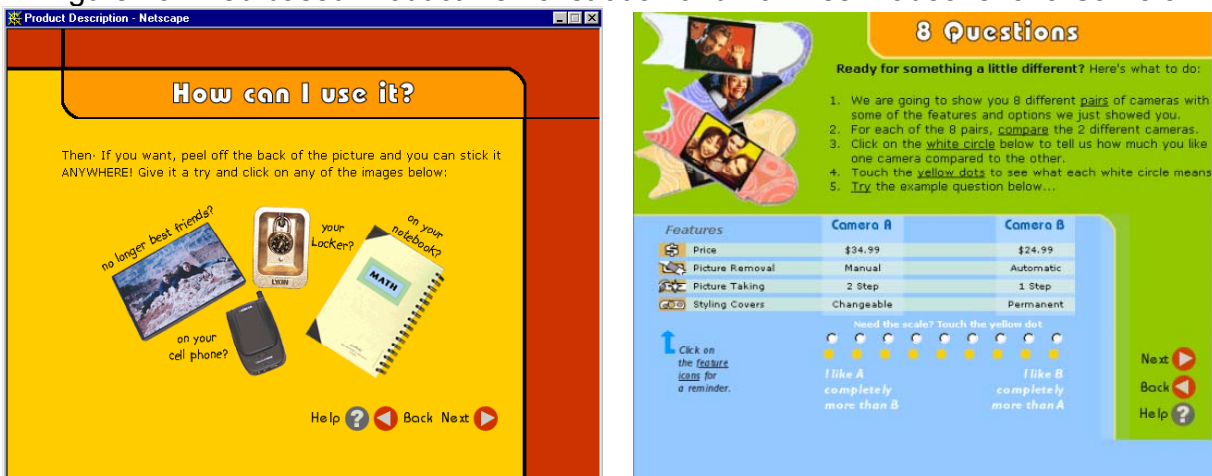 Product Description - Netscape
How can I use it?
Then- If you want, peel off the back of the picture and you can stick it
ANYWHERE! Give it a try and click on any of the images below:
no longer best friends?
your
Locker?
on your
notebook?
LYON
MATH
on your
cell phone?
Help ? Back Next
8 Questions
Ready for something a little different? Here's what to do:
1. We are going to show you 8 different pairs of cameras with
some of the features and options we just showed you.
2. For each of the 8 pairs, compare the 2 different cameras.
3. Click on the white circle below to tell us how much you like
one camera compared to the other.
4. Touch the yellow dots to see what each white circle means
5. Try the example question below...
Features Camera A Camera B
Price $34.99 $24.99
Picture Removal Manual Automatic
Picture Taking 2 Step 1 Step
Styling Covers Changeable Permanent
Need the scale? Touch the yellow dot
Click on
the feature
icons for
a reminder.
I like A
completely
more than B
I like B
completely
more than A
Next
Back
Help ?